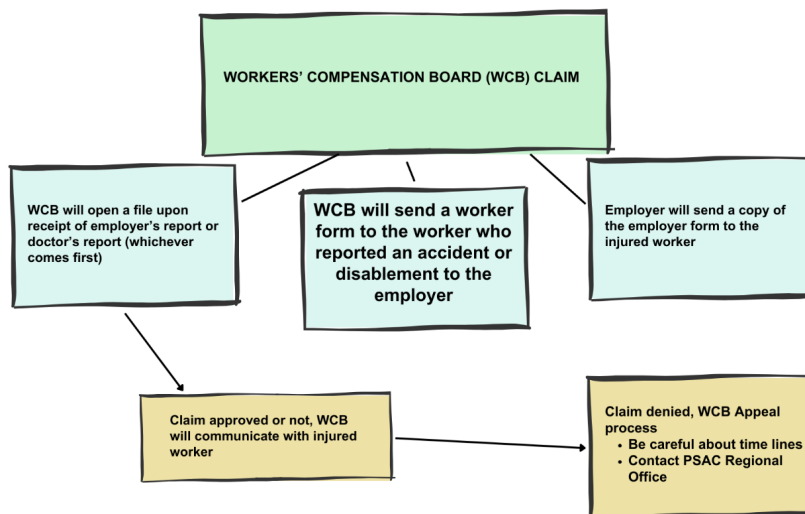 WORKERS' COMPENSATION BOARD (WCB) CLAIM
WCB will open a file upon
receipt of employer's report or
doctor's report (whichever
comes first)
WCB will send a worker
form to the worker who
reported an accident or
disablement to the
employer
Employer will send a copy of
the employer form to the
injured worker
Claim approved or not, WCB
will communicate with injured
worker
Claim denied, WCB Appeal
process
• Be careful about time lines
• Contact PSAC Regional
Office